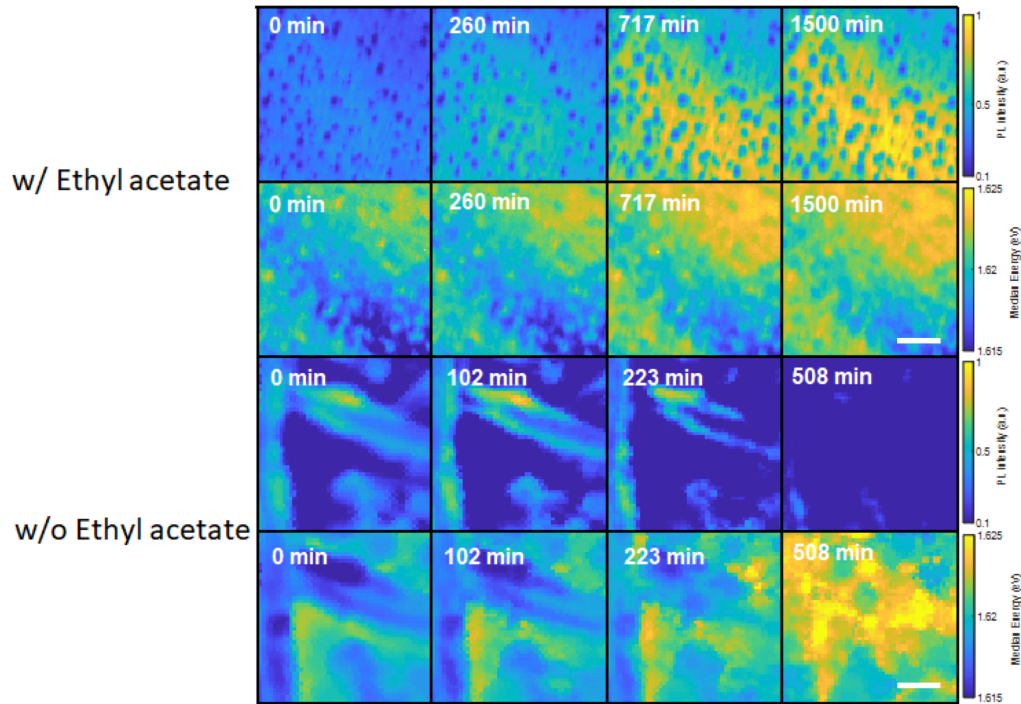 0 min 260 min 717 min 1500 min
1
0.5
0.1
PL Intensity (a.u.)
w/ Ethyl acetate
0 min 260 min 717 min 1500 min
1.625
1.62
1.615
Median Energy (eV)
0 min 102 min 223 min 508 min
1
0.5
0.1
PL Intensity (a.u.)
w/o Ethyl acetate
0 min 102 min 223 min 508 min
1.625
1.62
1.615
Median Energy (eV)